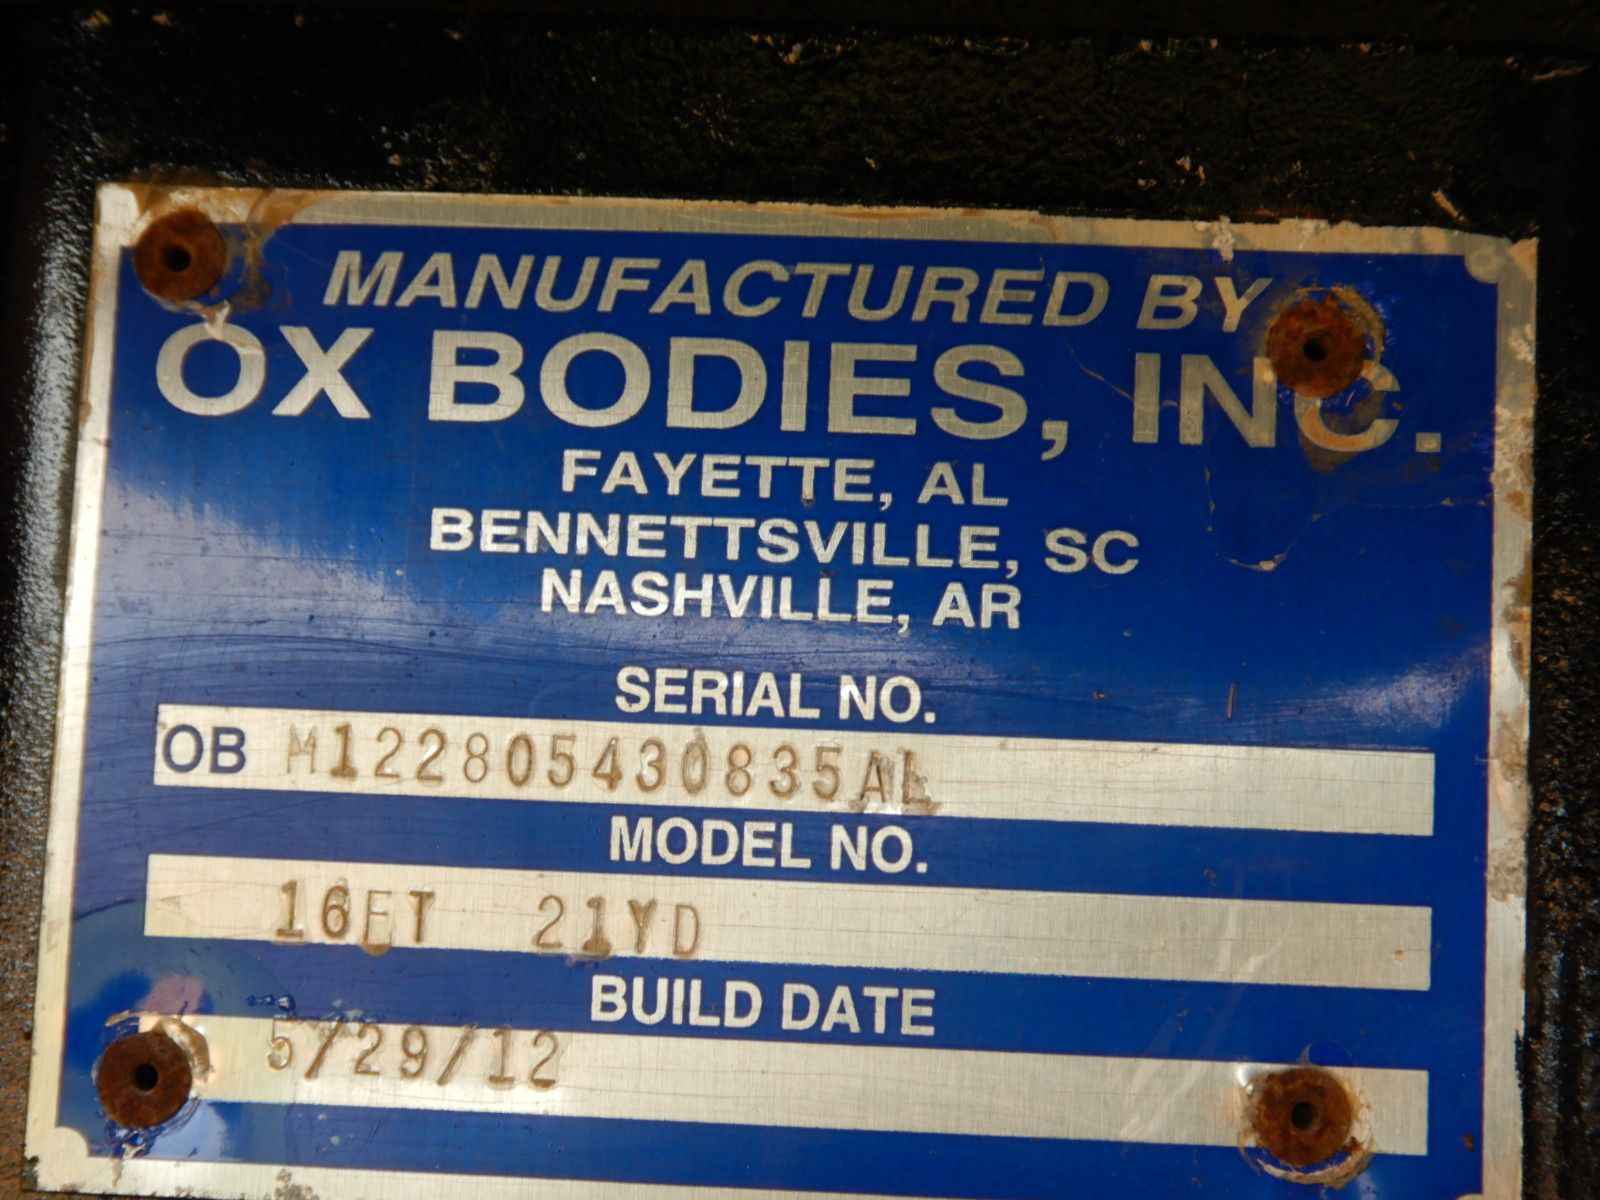 MANUFACTURED BY
OX BODIES, INC.
FAYETTE, AL
BENNETTSVILLE, SC
NASHVILLE, AR
SERIAL NO.
OB M122805430835AL
MODEL NO.
16FT 21YD
BUILD DATE
5/29/12